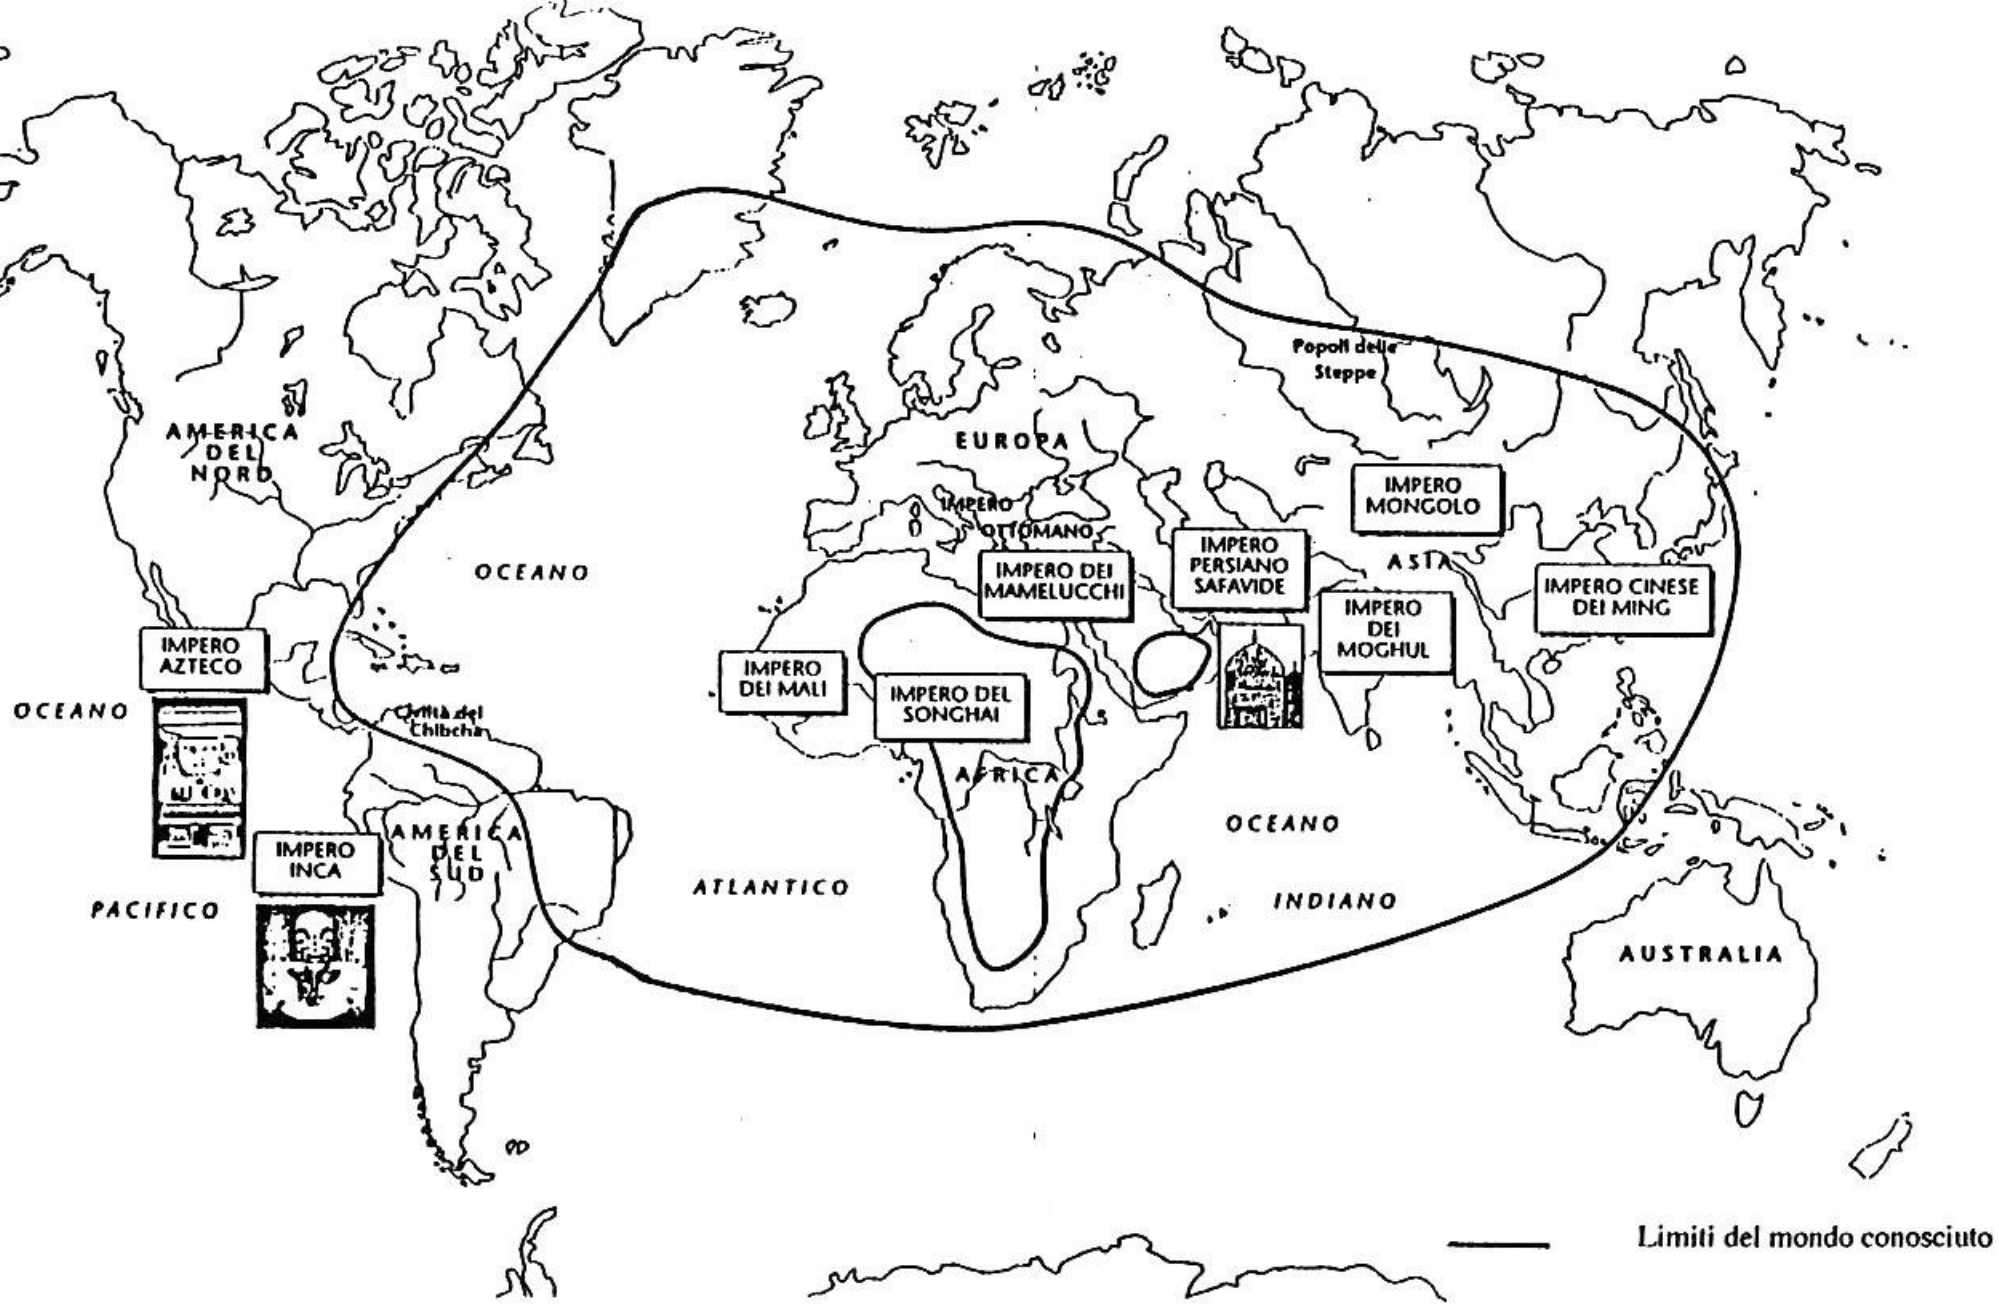 Popoli delle
Steppe
AMERICA
DEL
NORD
EUROPA
IMPERO
MONGOLO
IMPERO
OTTOMANO
IMPERO
PERSIANO
SAFAVIDE
ASIA
OCEANO
IMPERO DEI
MAMELUCCHI
IMPERO CINESE
DEI MING
IMPERO
DEI
MOGHUL
IMPERO
AZTECO
IMPERO
DEI MALI
IMPERO DEL
SONGHAI
OCEANO
Civiltà del
Chibcha
AFRICA
OCEANO
AMERICA
DEL
SUD
IMPERO
INCA
ATLANTICO
INDIANO
PACIFICO
AUSTRALIA
Limiti del mondo conosciuto